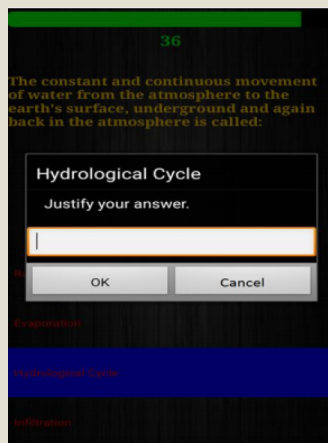 36
The constant and continuous movement
of water from the atmosphere to the
earth's surface, underground and again
back in the atmosphere is called:
Hydrological Cycle
Justify your answer.
OK
Cancel
Evaporation
Hydrological Cycle
Infiltration